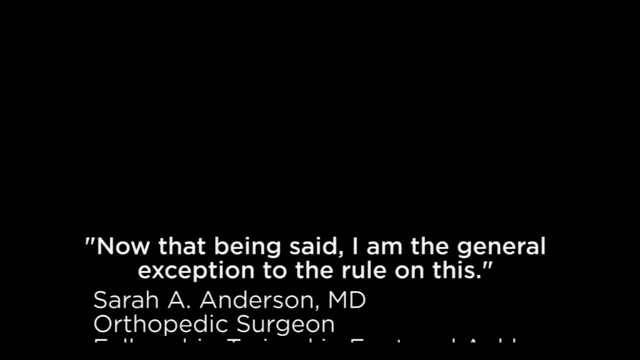 "Now that being said, I am the general
exception to the rule on this."
Sarah A. Anderson, MD
Orthopedic Surgeon